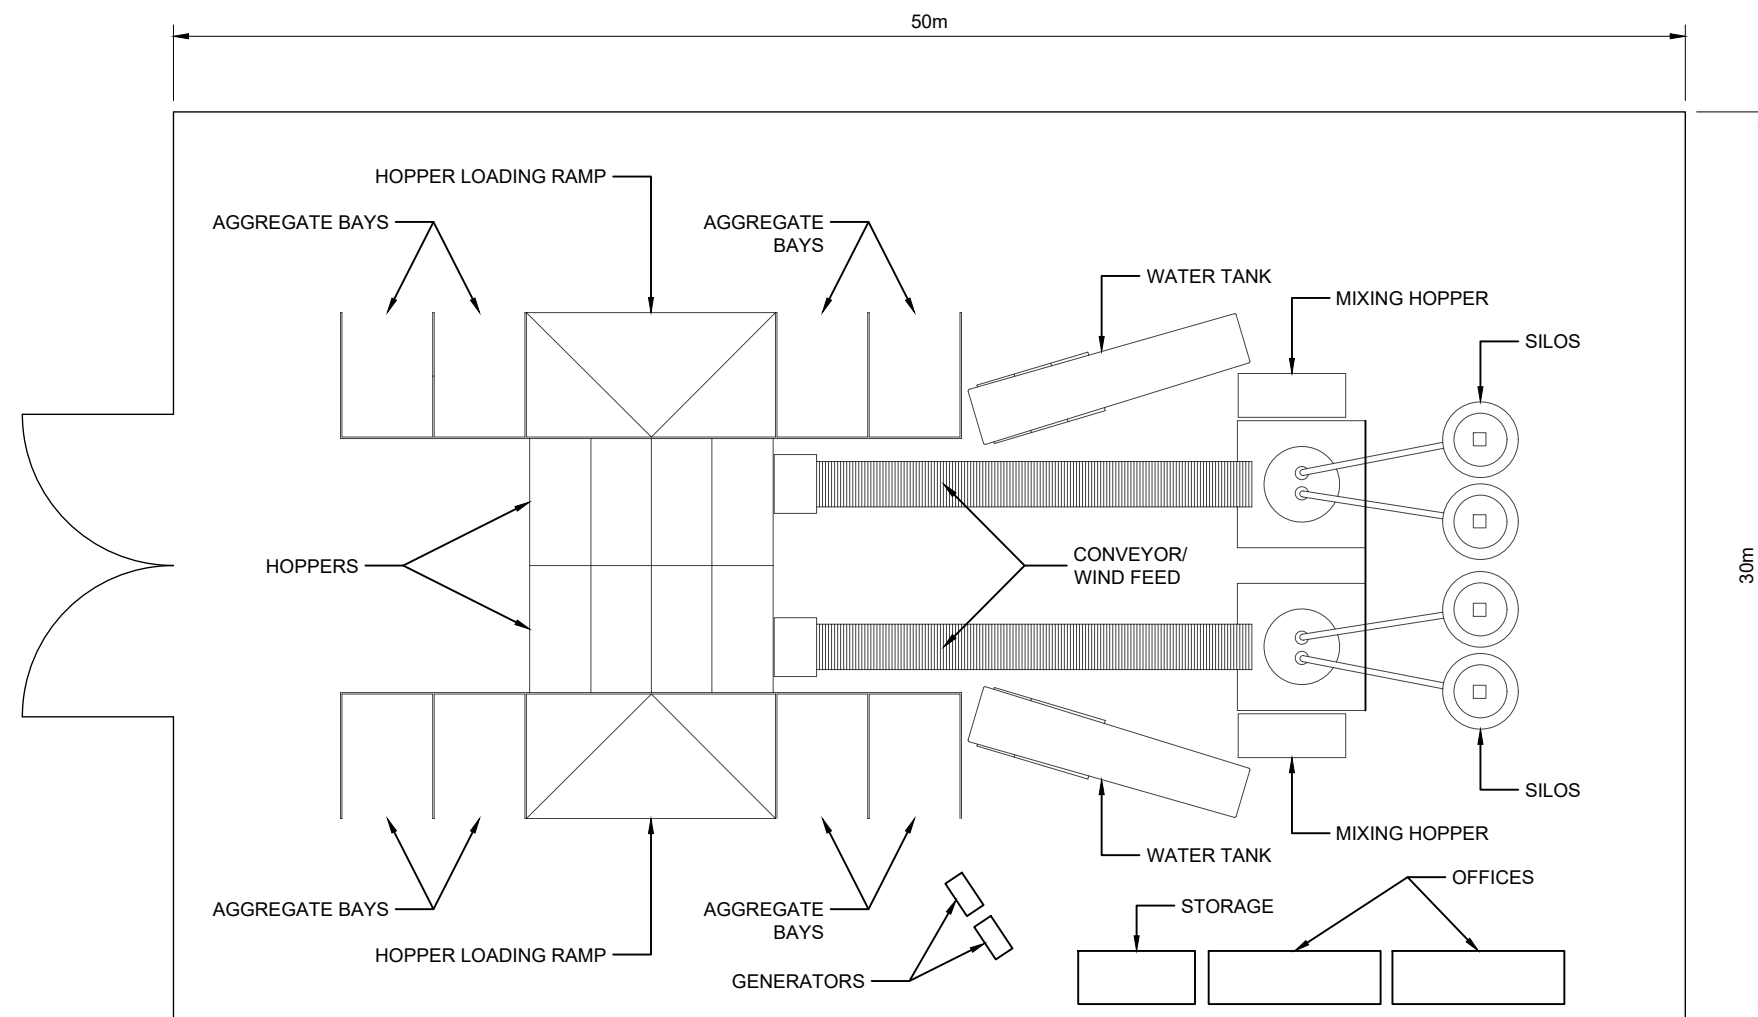 50m
HOPPER LOADING RAMP
AGGREGATE BAYS
AGGREGATE
BAYS
WATER TANK
MIXING HOPPER
SILOS
HOPPERS
CONVEYOR/
WIND FEED
30m
SILOS
MIXING HOPPER
WATER TANK
OFFICES
STORAGE
AGGREGATE BAYS
AGGREGATE
BAYS
HOPPER LOADING RAMP
GENERATORS